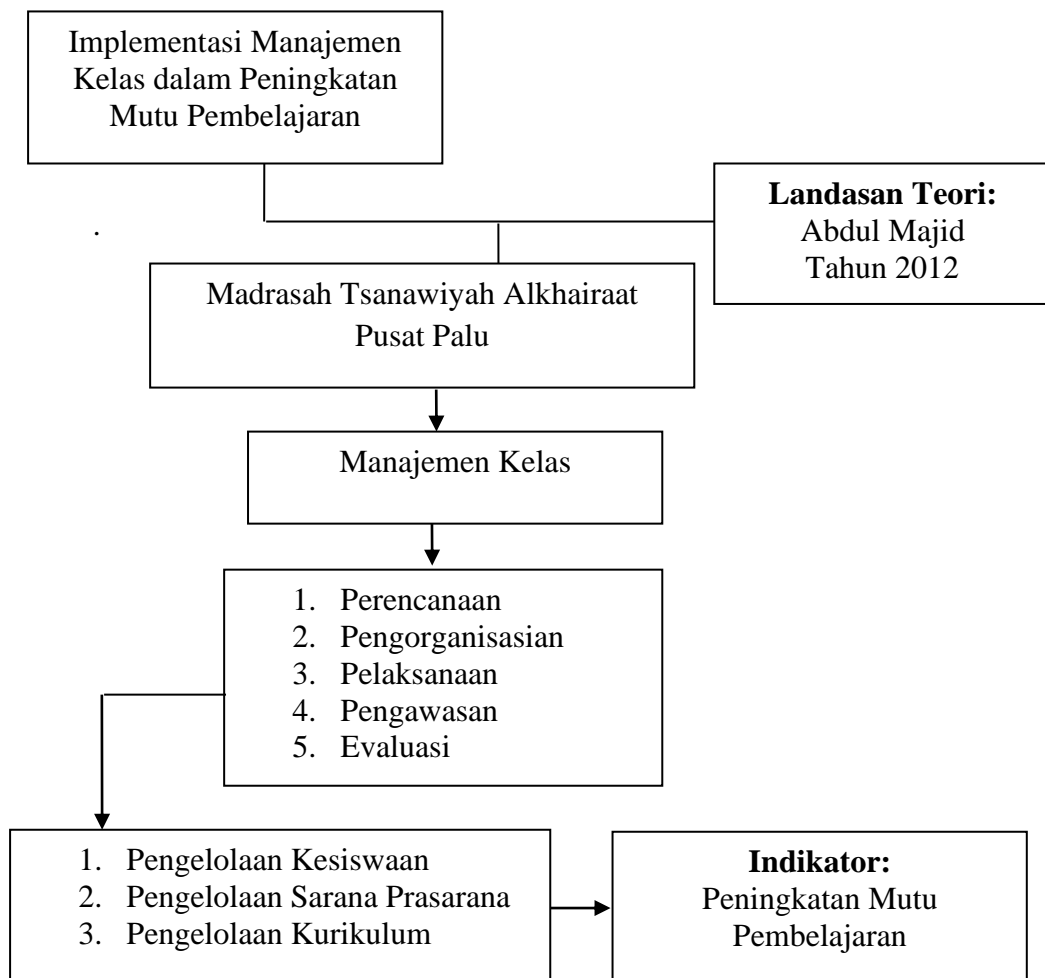 Implementasi Manajemen
Kelas dalam Peningkatan
Mutu Pembelajaran
Landasan Teori:
Abdul Majid
Tahun 2012
.
Madrasah Tsanawiyah Alkhairaat
Pusat Palu
Manajemen Kelas
1. Perencanaan
2. Pengorganisasian
3. Pelaksanaan
4. Pengawasan
5. Evaluasi
1. Pengelolaan Kesiswaan
2. Pengelolaan Sarana Prasarana
3. Pengelolaan Kurikulum
Indikator:
Peningkatan Mutu
Pembelajaran